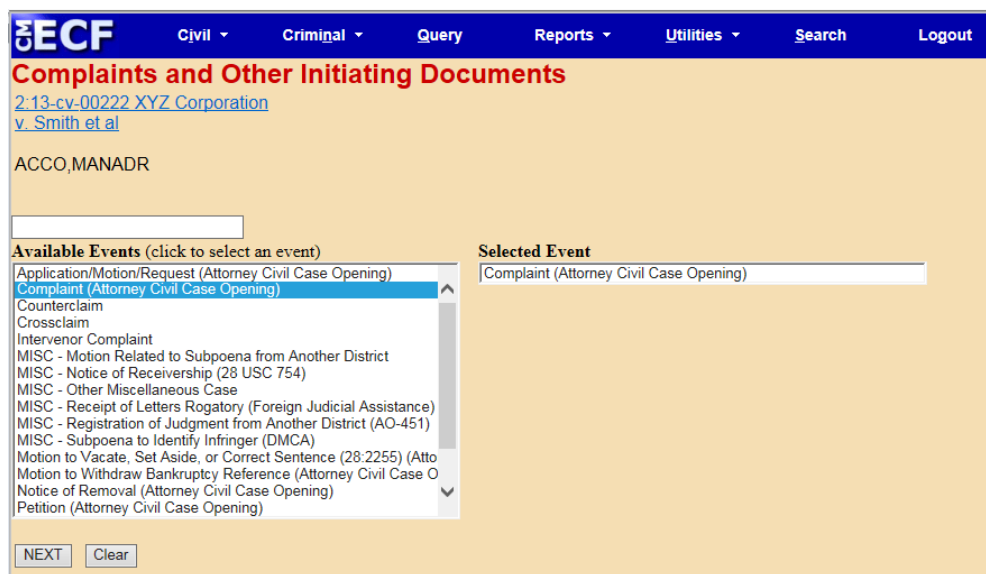 CM ECF Civil Criminal Query Reports Utilities Search Logout
Complaints and Other Initiating Documents
2:13-cv-00222 XYZ Corporation
v. Smith et al
ACCO,MANADR
Available Events (click to select an event)
Application/Motion/Request (Attorney Civil Case Opening)
Complaint (Attorney Civil Case Opening)
Counterclaim
Crossclaim
Intervenor Complaint
MISC - Motion Related to Subpoena from Another District
MISC - Notice of Receivership (28 USC 754)
MISC - Other Miscellaneous Case
MISC - Receipt of Letters Rogatory (Foreign Judicial Assistance)
MISC - Registration of Judgment from Another District (AO-451)
MISC - Subpoena to Identify Infringer (DMCA)
Motion to Vacate, Set Aside, or Correct Sentence (28:2255) (Atto
Motion to Withdraw Bankruptcy Reference (Attorney Civil Case O
Notice of Removal (Attorney Civil Case Opening)
Petition (Attorney Civil Case Opening)
Selected Event
Complaint (Attorney Civil Case Opening)
NEXT Clear